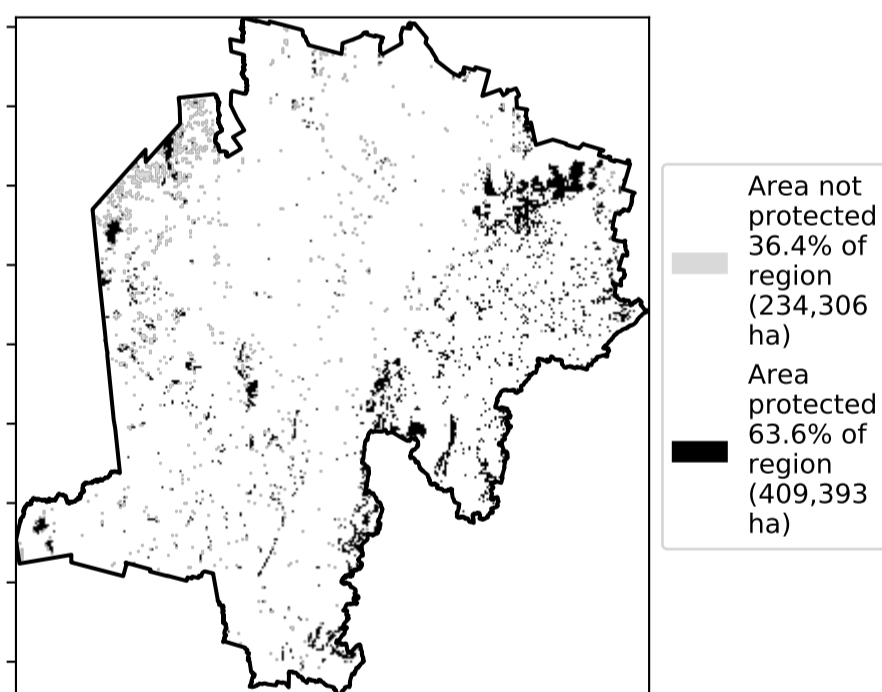 Area not
protected
36.4% of
region
(234,306
ha)
Area
protected
63.6% of
region
(409,393
ha)